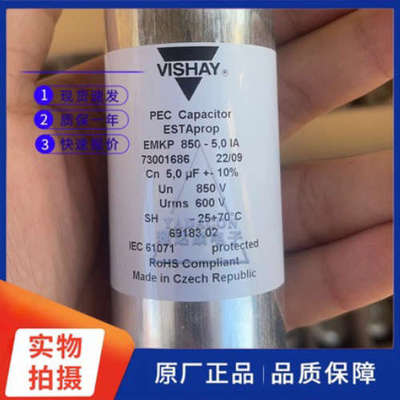 VISHAY
PEC Capacitor
ESTAprop
EMKP 850 - 5,0 IA
73001686 22/09
Cn 5,0 µF +- 10%
Un 850 V
Urms 600 V
SH - 25+70°C
69183.02
IEC 61071 protected
RoHS Compliant
Made in Czech Republic
1 现货速发
2 质保一年
3 快速报价
实物
拍摄
原厂正品 品质保障